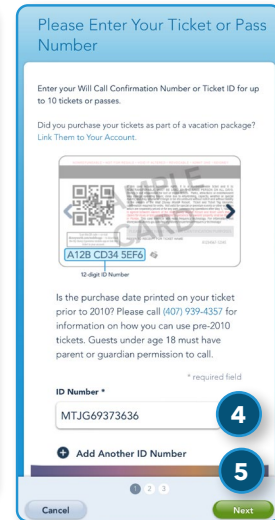 Please Enter Your Ticket or Pass
Number
Enter your Will Call Confirmation Number or Ticket ID for up
to 10 tickets or passes.
Did you purchase your tickets as part of a vacation package?
Link Them to Your Account.
SAMPLE
CARD
A12B CD34 5EF6
12-digit ID Number
Is the purchase date printed on your ticket
prior to 2010? Please call (407) 939-4357 for
information on how you can use pre-2010
tickets. Guests under age 18 must have
parent or guardian permission to call.
* required field
ID Number *
MTJG69373636
4
Add Another ID Number
5
1 2 3
Cancel
Next